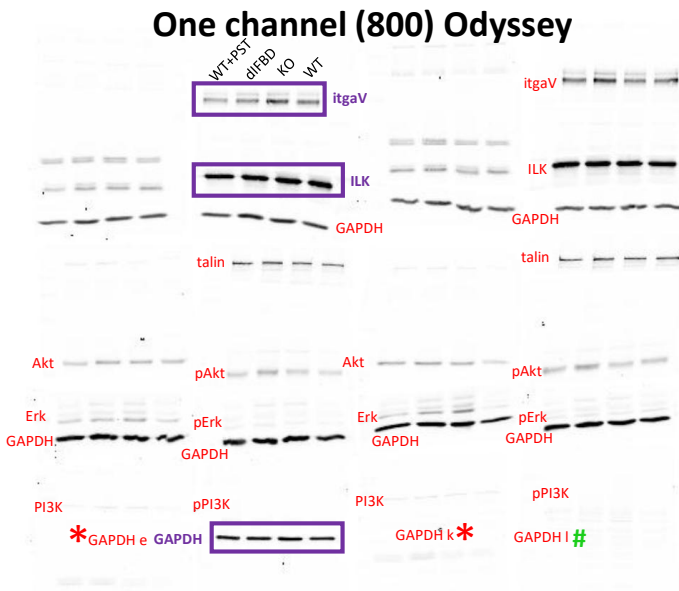 One channel (800) Odyssey
WT+PST
dIFBD
KO
WT
itgaV
itgaV
ILK
ILK
GAPDH
GAPDH
talin
talin
Akt
pAkt
Akt
pAkt
Erk
pErk
Erk
pErk
GAPDH
GAPDH
GAPDH
GAPDH
PI3K
pPI3K
PI3K
pPI3K
*GAPDH e
GAPDH
GAPDH k*
GAPDH l #